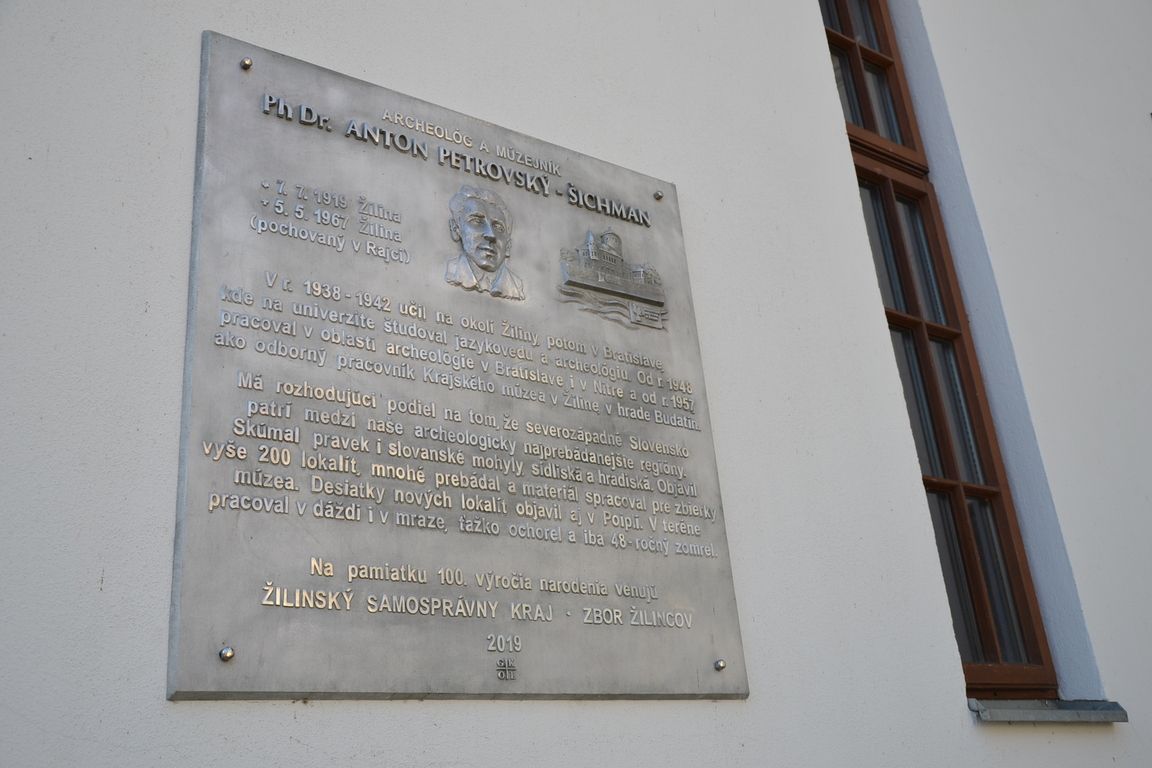 ARCHEOLÓG A MÚZEJNÍK
PhDr. ANTON PETROVSKÝ - ŠICHMAN
* 7. 7. 1919 Žilina
+ 5. 5. 1967 Žilina
(pochovaný v Rajci)
V r. 1938 - 1942 učil na okolí Žiliny, potom v Bratislave,
kde na univerzite študoval jazykovedu a archeológiu. Od r. 1948
pracoval v oblasti archeológie v Bratislave i v Nitre a od r. 1957
ako odborný pracovník Krajského múzea v Žiline, v hrade Budatín.
Má rozhodujúci podiel na tom, že severozápadné Slovensko
patrí medzi naše archeologicky najprebádanejšie regióny.
Skúmal pravek i slovanské mohyly, sídliská a hradiská. Objavil
vyše 200 lokalít, mnohé prebádal a materiál spracoval pre zbierky
múzea. Desiatky nových lokalít objavil aj v Poiplí. V teréne
pracoval v daždi i v mraze, ťažko ochorel a iba 48-ročný zomrel.
Na pamiatku 100. výročia narodenia venujú
ŽILINSKÝ SAMOSPRÁVNY KRAJ - ZBOR ŽILINCOV
2019